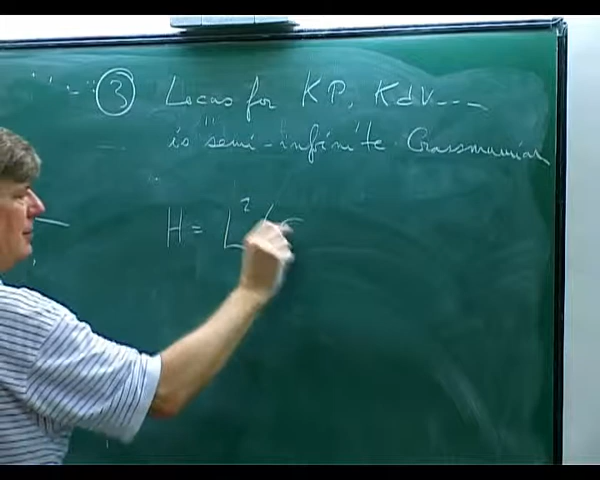 ③ Locus for KP, KdV---
is "semi-infinite" Grassmannian
H = L² (